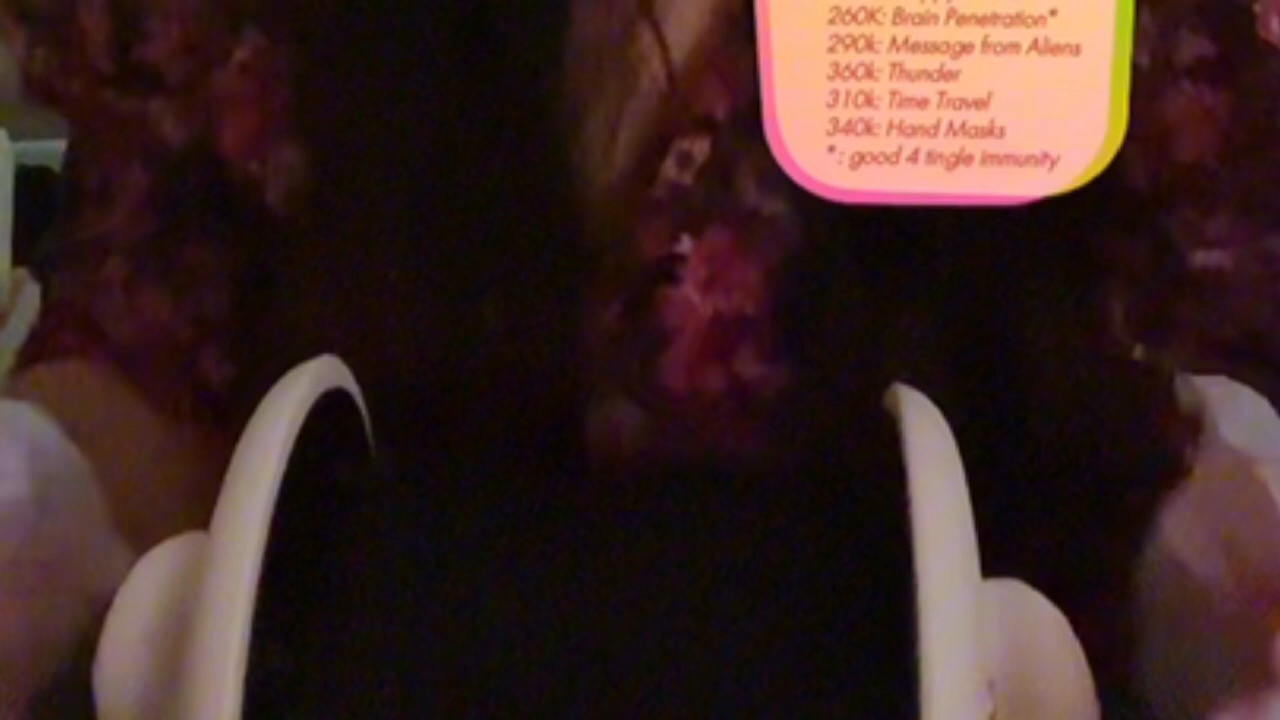 260K: Brain Penetration*
290k: Message from Aliens
360k: Thunder
310k: Time Travel
340k: Hand Masks
*: good 4 tingle immunity